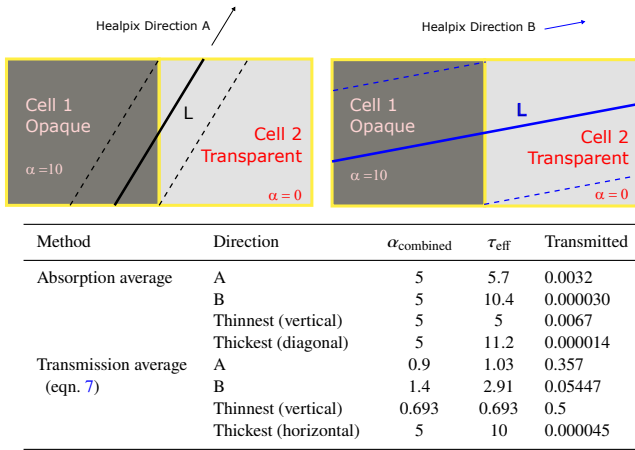 Healpix Direction A
Healpix Direction B
Cell 1
Opaque
α=10
L
Cell 2
Transparent
α=0
Cell 1
Opaque
α=10
L
Cell 2
Transparent
α=0
Method Direction α_combined τ_eff Transmitted
Absorption average A 5 5.7 0.0032
B 5 10.4 0.000030
Thinnest (vertical) 5 5 0.0067
Thickest (diagonal) 5 11.2 0.000014
Transmission average A 0.9 1.03 0.357
(eqn. 7) B 1.4 2.91 0.05447
Thinnest (vertical) 0.693 0.693 0.5
Thickest (horizontal) 5 10 0.000045